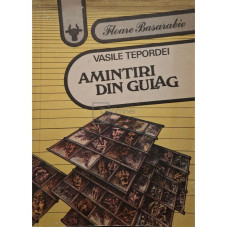 Floare Basarabie
VASILE TEPORDEI
AMINTIRI
DIN GULAG